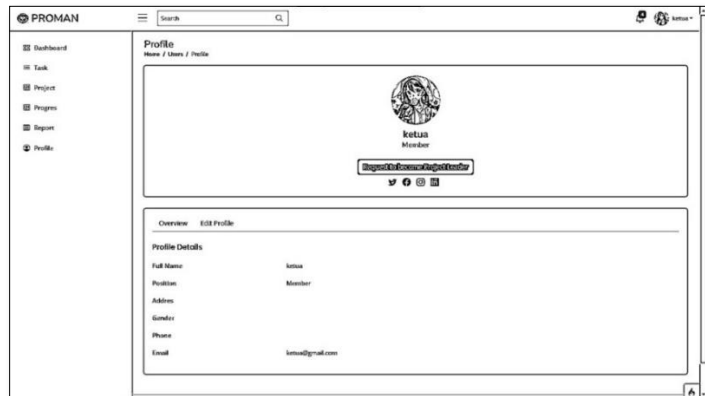 PROMAN
Search
ketua
Dashboard
Task
Project
Progres
Report
Profile
Profile
Home / Users / Profile
ketua
Member
Request to become Project Leader
Overview Edit Profile
Profile Details
Full Name ketua
Position Member
Addres
Gender
Phone
Email ketua@gmail.com